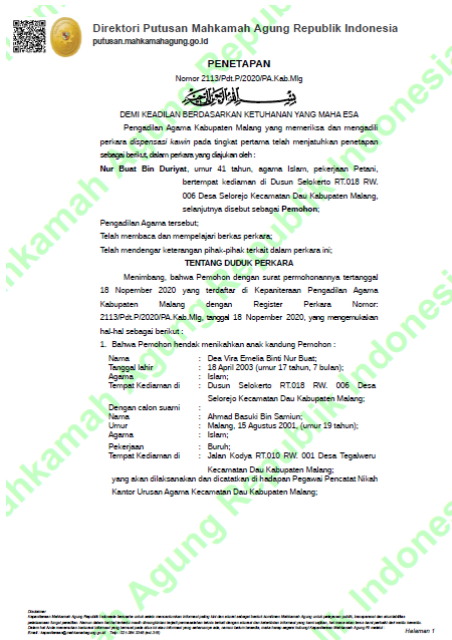 Direktori Putusan Mahkamah Agung Republik Indonesia
putusan.mahkamahagung.go.id
PENETAPAN
Nomor 2113/Pdt.P/2020/PA.Kab.Mlg
DEMI KEADILAN BERDASARKAN KETUHANAN YANG MAHA ESA
Pengadilan Agama Kabupaten Malang yang memeriksa dan mengadili
perkara dispensasi kawin pada tingkat pertama telah menjatuhkan penetapan
sebagai berikut, dalam perkara yang diajukan oleh :
Nur Buat Bin Duriyat, umur 41 tahun, agama Islam, pekerjaan Petani,
bertempat kediaman di Dusun Selokerto RT.018 RW.
006 Desa Selorejo Kecamatan Dau Kabupaten Malang,
selanjutnya disebut sebagai Pemohon;
Pengadilan Agama tersebut;
Telah membaca dan mempelajari berkas perkara;
Telah mendengar keterangan pihak-pihak terkait dalam perkara ini;
TENTANG DUDUK PERKARA
Menimbang, bahwa Pemohon dengan surat permohonannya tertanggal
18 Nopember 2020 yang terdaftar di Kepaniteraan Pengadilan Agama
Kabupaten Malang dengan Register Perkara Nomor:
2113/Pdt.P/2020/PA.Kab.Mlg, tanggal 18 Nopember 2020, yang mengemukakan
hal-hal sebagai berikut :
1. Bahwa Pemohon hendak menikahkan anak kandung Pemohon :
Nama : Dea Vira Emelia Binti Nur Buat;
Tanggal lahir : 18 April 2003 (umur 17 tahun, 7 bulan);
Agama : Islam;
Tempat Kediaman di : Dusun Selokerto RT.018 RW. 006 Desa
Selorejo Kecamatan Dau Kabupaten Malang;
Dengan calon suami :
Nama : Ahmad Basuki Bin Samiun;
Umur : Malang, 15 Agustus 2001, (umur 19 tahun);
Agama : Islam;
Pekerjaan : Buruh;
Tempat Kediaman di : Jalan Kodya RT.010 RW. 001 Desa Tegalweru
Kecamatan Dau Kabupaten Malang;
yang akan dilaksanakan dan dicatatkan di hadapan Pegawai Pencatat Nikah
Kantor Urusan Agama Kecamatan Dau Kabupaten Malang;
Disclaimer
Halaman 1